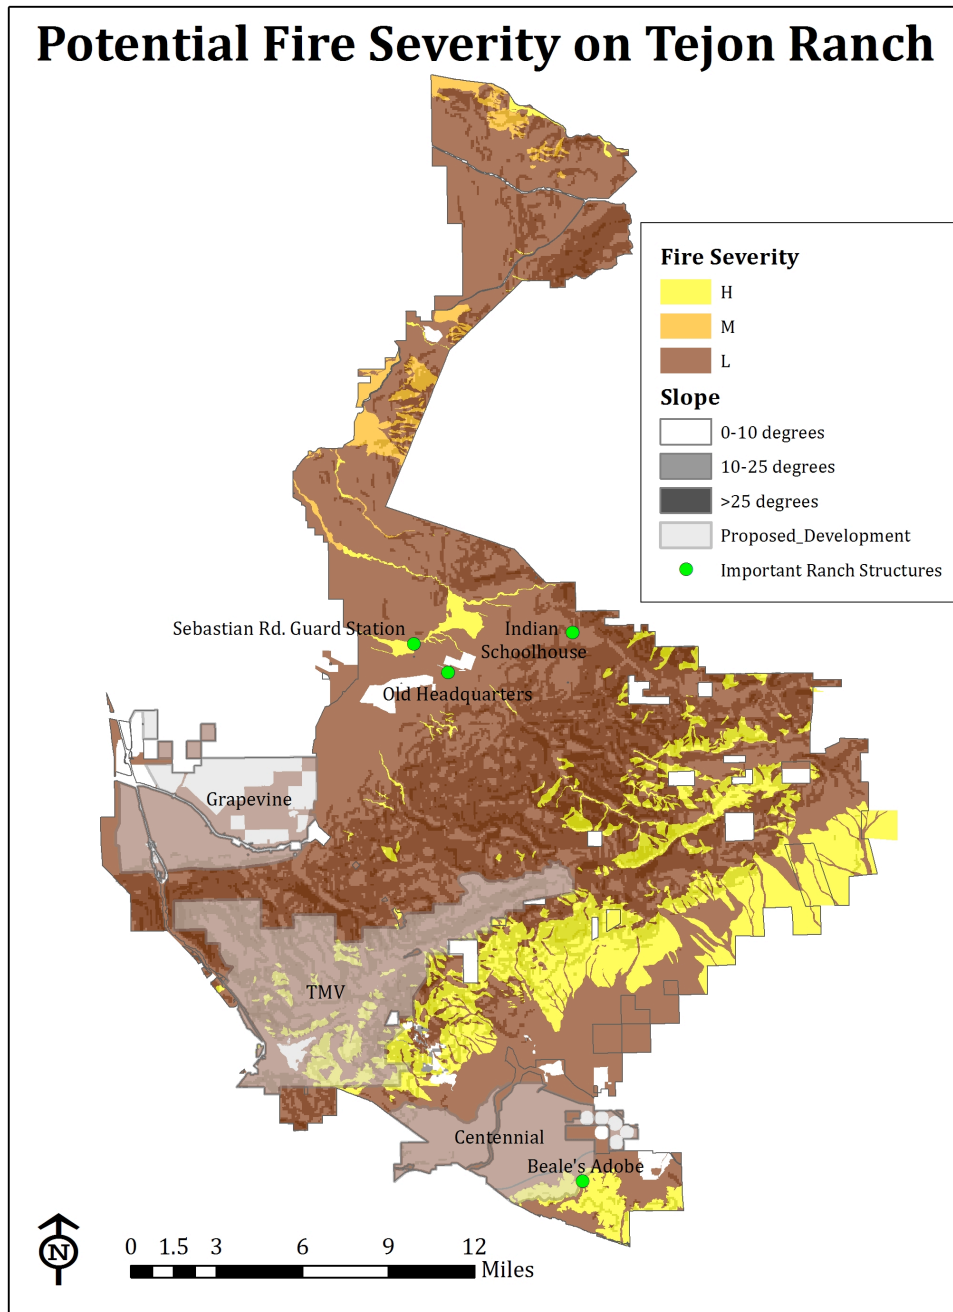 Potential Fire Severity on Tejon Ranch
Fire Severity
H
M
L
Slope
0-10 degrees
10-25 degrees
>25 degrees
Proposed_Development
Important Ranch Structures
Sebastian Rd. Guard Station
Indian
Schoolhouse
Old Headquarters
Grapevine
TMV
Centennial
Beale's Adobe
N
0 1.5 3 6 9 12
Miles